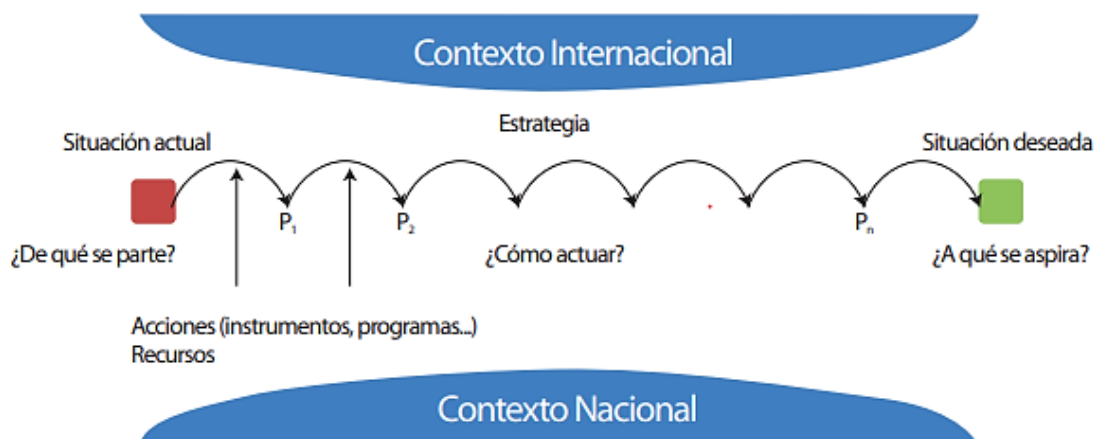 Contexto Internacional
Estrategia
Situación actual
Situación deseada
P1
P2
Pn
¿De qué se parte?
¿Cómo actuar?
¿A qué se aspira?
Acciones (instrumentos, programas...)
Recursos
Contexto Nacional